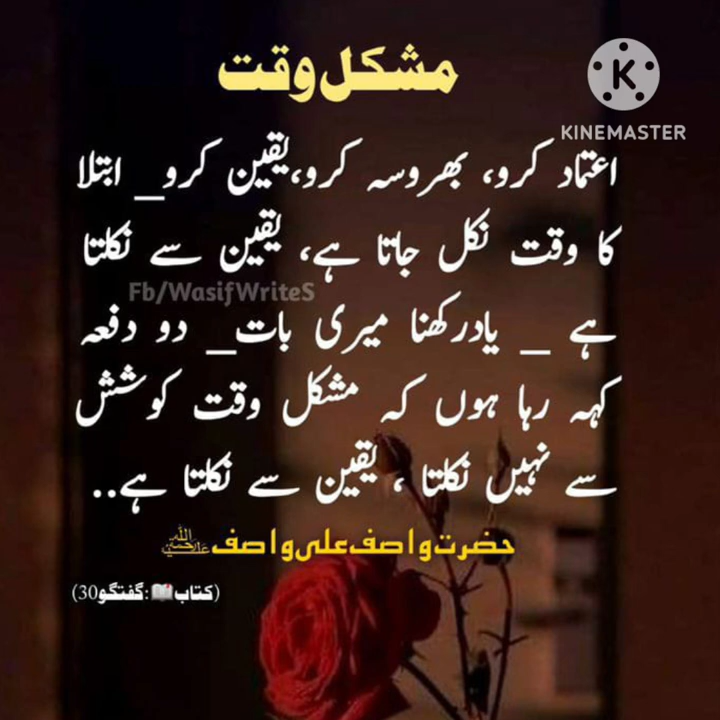 مشکل وقت
KINEMASTER
اعتماد کرو، بھروسہ کرو، یقین کرو_ ابتلا
کا وقت نکل جاتا ہے، یقین سے نکلتا
Fb/WasifWriteS
ہے _ یاد رکھنا میری بات_ دو دفعہ
کہہ رہا ہوں کہ مشکل وقت کوشش
سے نہیں نکلتا ، یقین سے نکلتا ہے..
حضرت واصف علی واصف
(کتاب📖:گفتگو30)